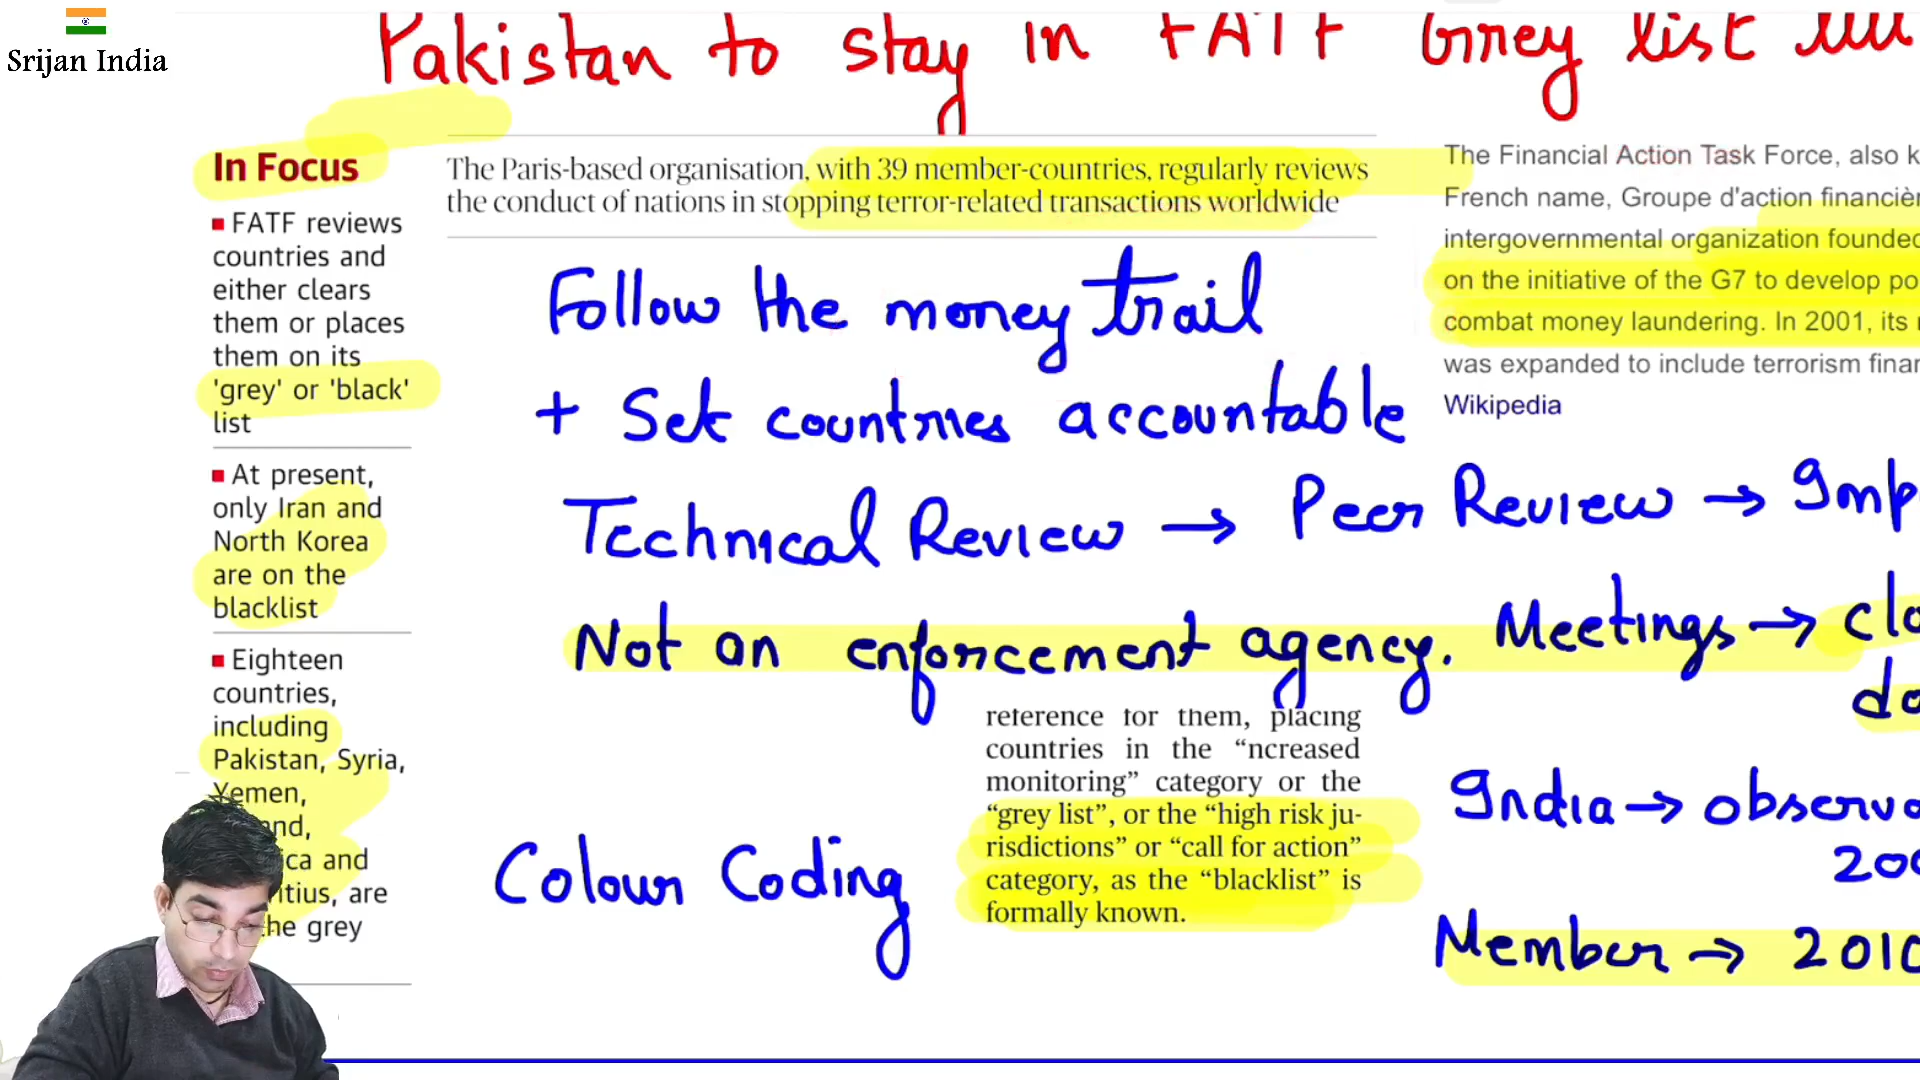 Srijan India
Pakistan to stay in FATF Grey list till
In Focus
FATF reviews
countries and
either clears
them or places
them on its
'grey' or 'black'
list
At present,
only Iran and
North Korea
are on the
blacklist
Eighteen
countries,
including
Pakistan, Syria,
Yemen,
and
are
he grey
The Paris-based organisation, with 39 member-countries, regularly reviews
the conduct of nations in stopping terror-related transactions worldwide
Follow the money trail
+ Set countries accountable
Technical Review → Peer Review →
Not an enforcement agency. Meetings →
reference for them, placing
countries in the “ncreased
monitoring” category or the
“grey list”, or the “high risk ju-
risdictions” or “call for action”
category, as the “blacklist” is
formally known.
Colour Coding
The Financial Action Task Force, also
French name, Groupe d'action
intergovernmental organization founded
on the initiative of the G7 to develop
combat money laundering. In 2001, its
was expanded to include terrorism
Wikipedia
India →
Member → 2010